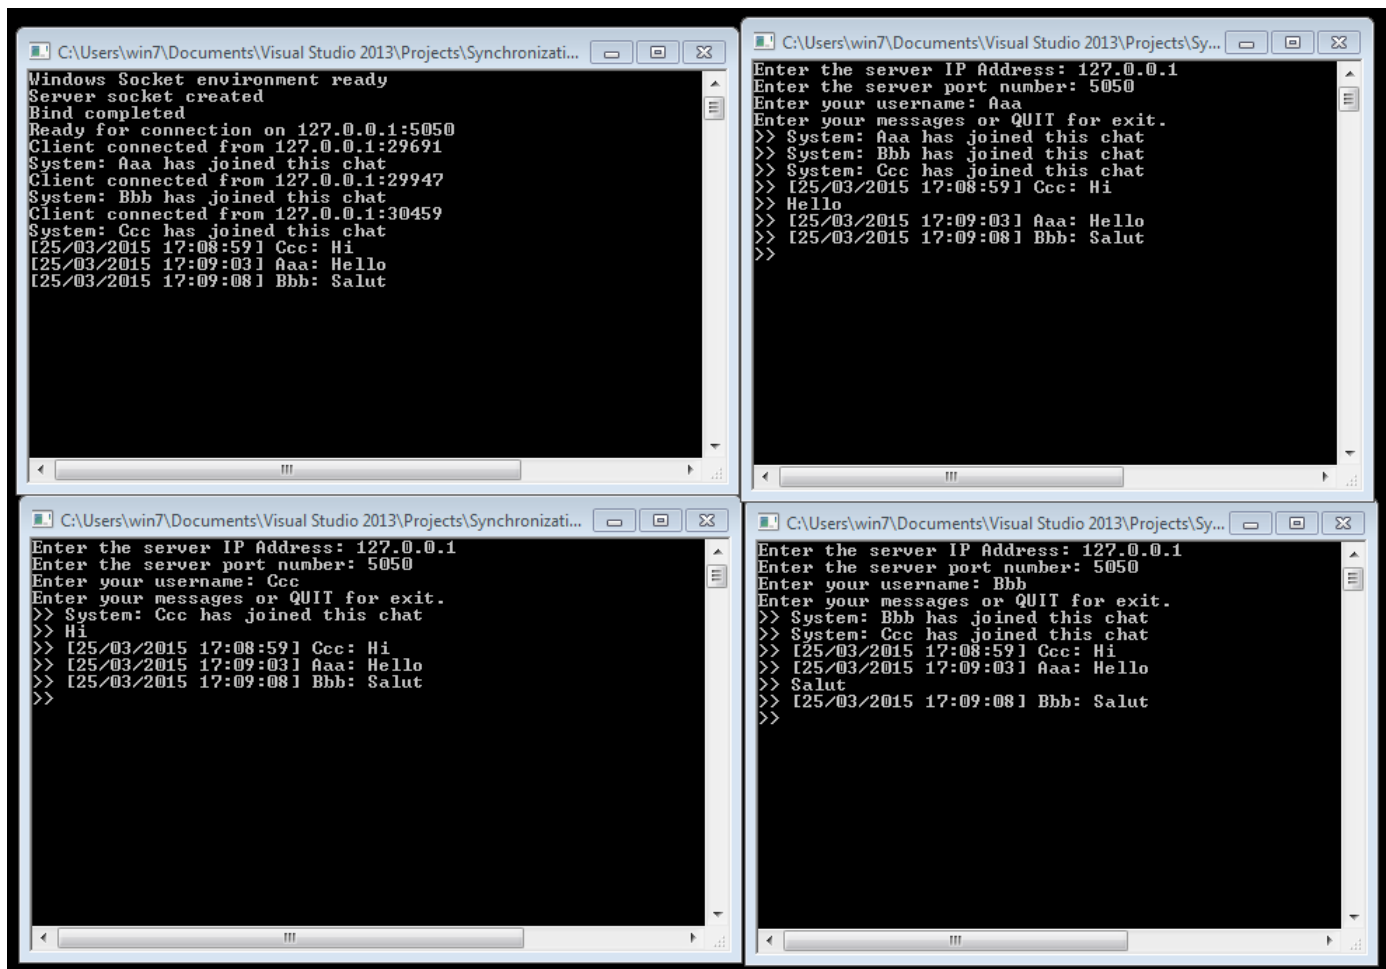 C:\Users\win7\Documents\Visual Studio 2013\Projects\Synchronizati...
Windows Socket environment ready
Server socket created
Bind completed
Ready for connection on 127.0.0.1:5050
Client connected from 127.0.0.1:29691
System: Aaa has joined this chat
Client connected from 127.0.0.1:29947
System: Bbb has joined this chat
Client connected from 127.0.0.1:30459
System: Ccc has joined this chat
[25/03/2015 17:08:59] Ccc: Hi
[25/03/2015 17:09:03] Aaa: Hello
[25/03/2015 17:09:08] Bbb: Salut
C:\Users\win7\Documents\Visual Studio 2013\Projects\Sy...
Enter the server IP Address: 127.0.0.1
Enter the server port number: 5050
Enter your username: Aaa
Enter your messages or QUIT for exit.
>> System: Aaa has joined this chat
>> System: Bbb has joined this chat
>> System: Ccc has joined this chat
>> [25/03/2015 17:08:59] Ccc: Hi
>> Hello
>> [25/03/2015 17:09:03] Aaa: Hello
>> [25/03/2015 17:09:08] Bbb: Salut
>>
C:\Users\win7\Documents\Visual Studio 2013\Projects\Synchronizati...
Enter the server IP Address: 127.0.0.1
Enter the server port number: 5050
Enter your username: Ccc
Enter your messages or QUIT for exit.
>> System: Ccc has joined this chat
>> Hi
>> [25/03/2015 17:08:59] Ccc: Hi
>> [25/03/2015 17:09:03] Aaa: Hello
>> [25/03/2015 17:09:08] Bbb: Salut
>>
C:\Users\win7\Documents\Visual Studio 2013\Projects\Sy...
Enter the server IP Address: 127.0.0.1
Enter the server port number: 5050
Enter your username: Bbb
Enter your messages or QUIT for exit.
>> System: Bbb has joined this chat
>> System: Ccc has joined this chat
>> [25/03/2015 17:08:59] Ccc: Hi
>> [25/03/2015 17:09:03] Aaa: Hello
>> Salut
>> [25/03/2015 17:09:08] Bbb: Salut
>>